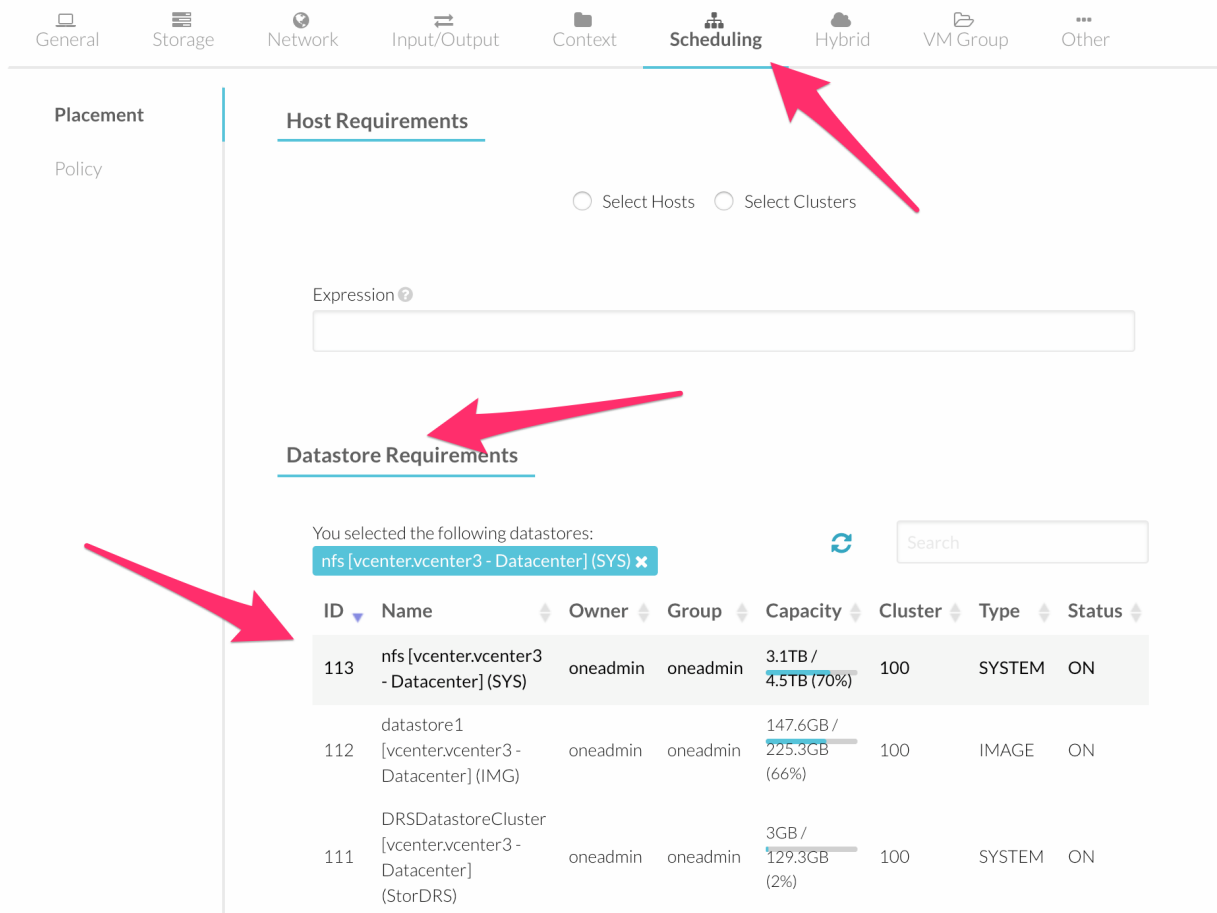 General Storage Network Input/Output Context Scheduling Hybrid VM Group Other
Placement
Policy
Host Requirements
Select Hosts Select Clusters
Expression
Datastore Requirements
You selected the following datastores:
Search
nfs [vcenter.vcenter3 - Datacenter] (SYS)
ID Name Owner Group Capacity Cluster Type Status
113 nfs [vcenter.vcenter3 - Datacenter] (SYS) oneadmin oneadmin 3.1TB / 4.5TB (70%) 100 SYSTEM ON
112 datastore1 [vcenter.vcenter3 - Datacenter] (IMG) oneadmin oneadmin 147.6GB / 225.3GB (66%) 100 IMAGE ON
111 DRSDatastoreCluster [vcenter.vcenter3 - Datacenter] (StorDRS) oneadmin oneadmin 3GB / 129.3GB (2%) 100 SYSTEM ON